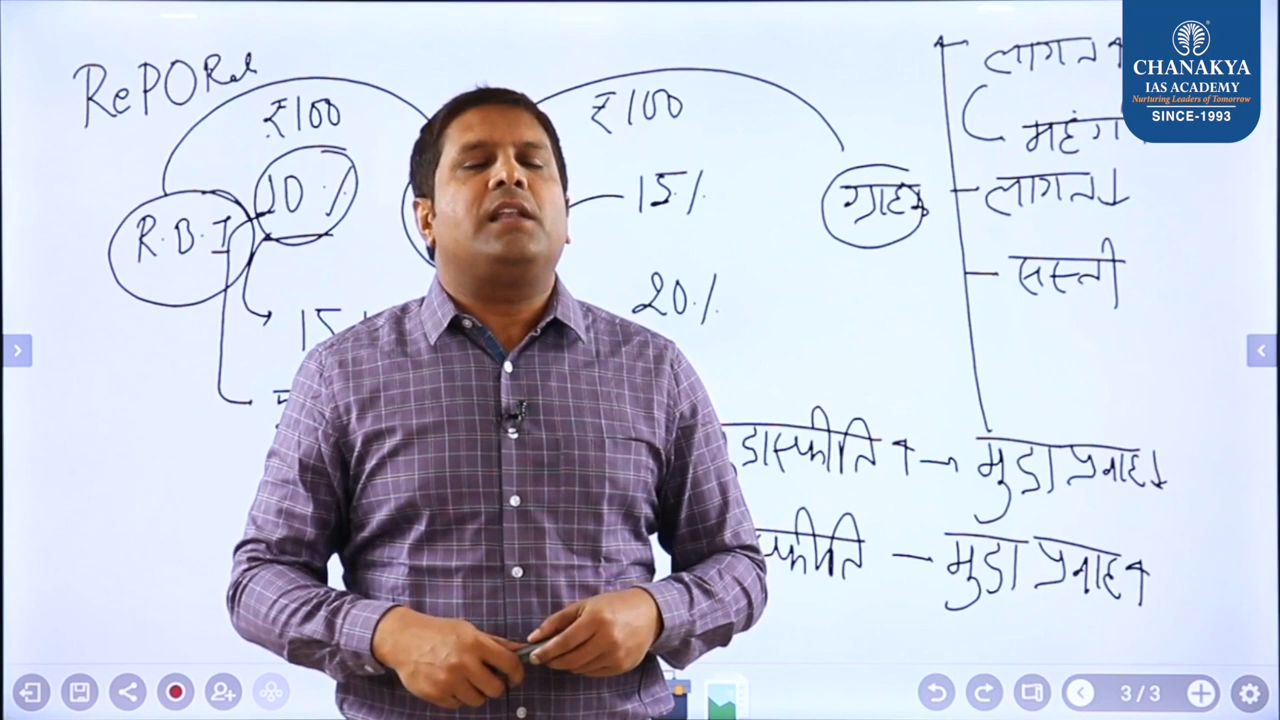 RePO Rat
₹100
₹100
लागत↑
महंगा
R.B.I
10%
15%
ग्राहक
लागत↓
20%
सस्ती
15%
द्रास्फीति ↑ → मुद्रा प्रवाह↓
स्फीति — मुद्रा प्रवाह↑
CHANAKYA
IAS ACADEMY
Nurturing Leaders of Tomorrow
SINCE-1993
3/3